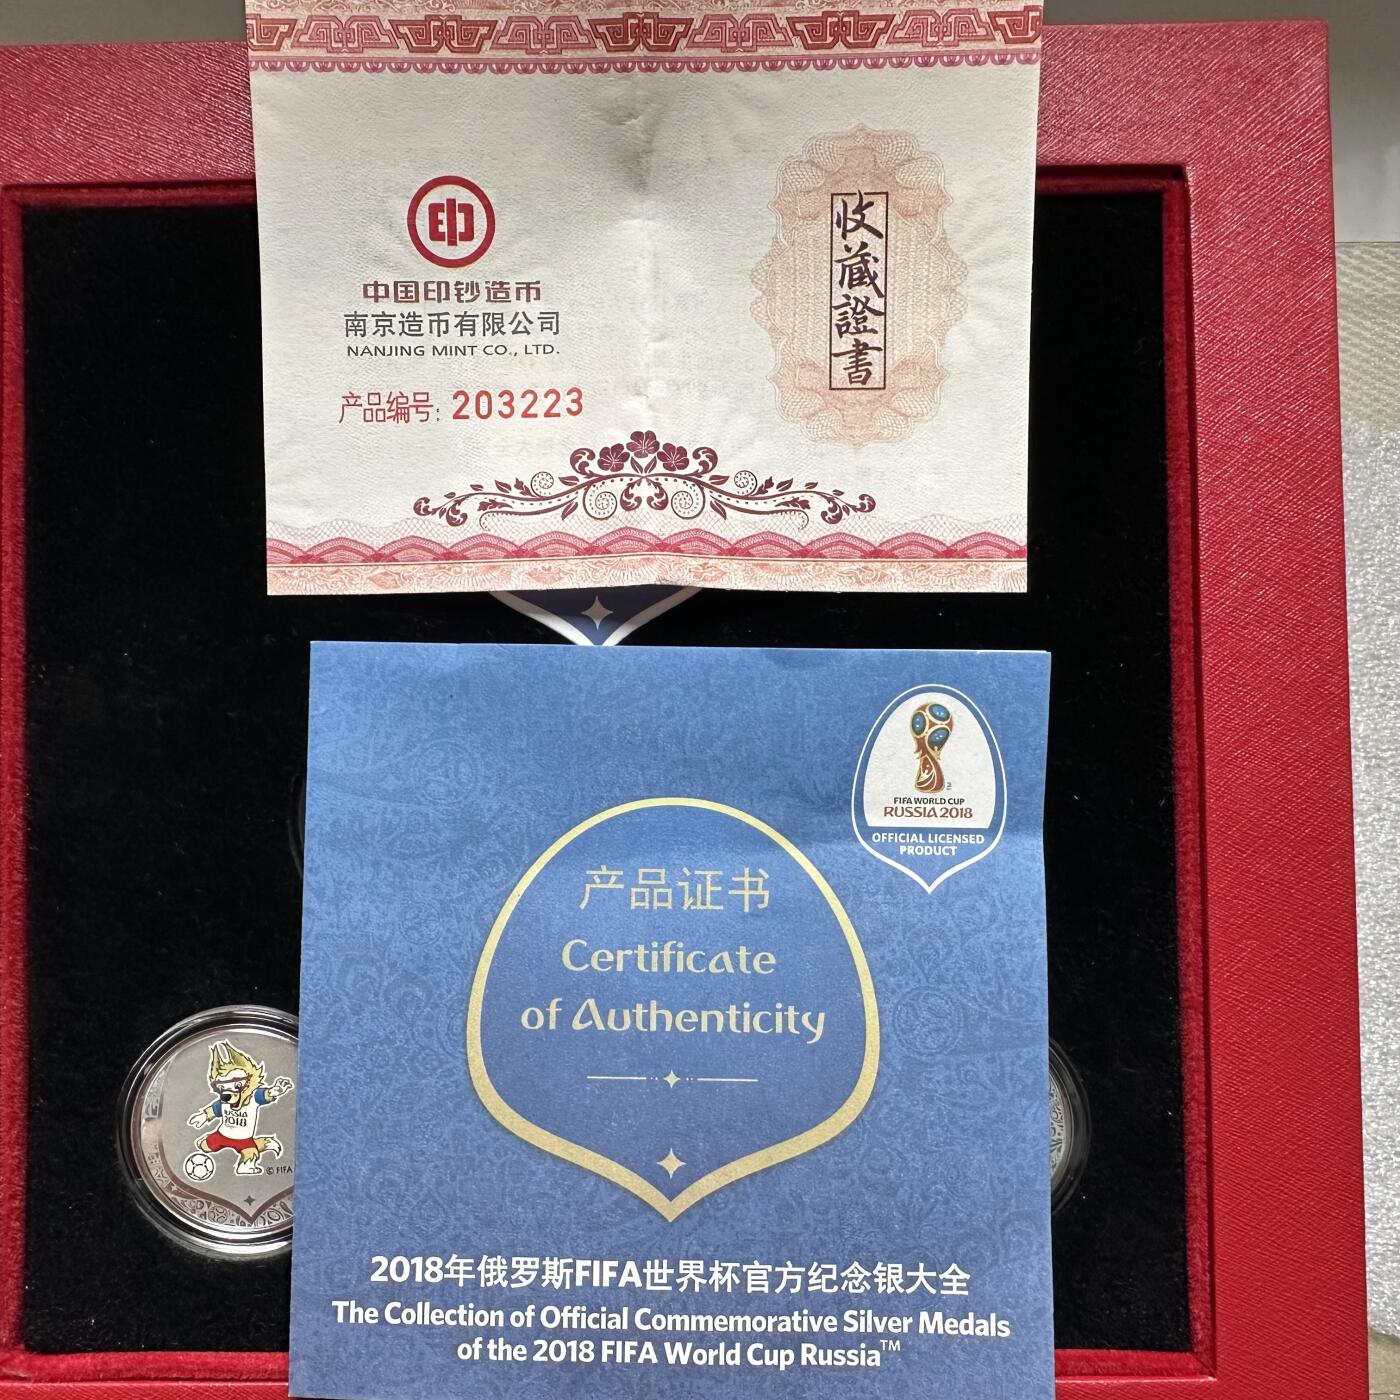 中国印钞造币
南京造币有限公司
NANJING MINT CO., LTD.
产品编号: 203223
收藏證書
FIFA WORLD CUP
RUSSIA 2018
OFFICIAL LICENSED
PRODUCT
产品证书
Certificate
of Authenticity
RUSSIA
2018
© FIFA
2018年俄罗斯FIFA世界杯官方纪念银大全
The Collection of Official Commemorative Silver Medals
of the 2018 FIFA World Cup Russia™